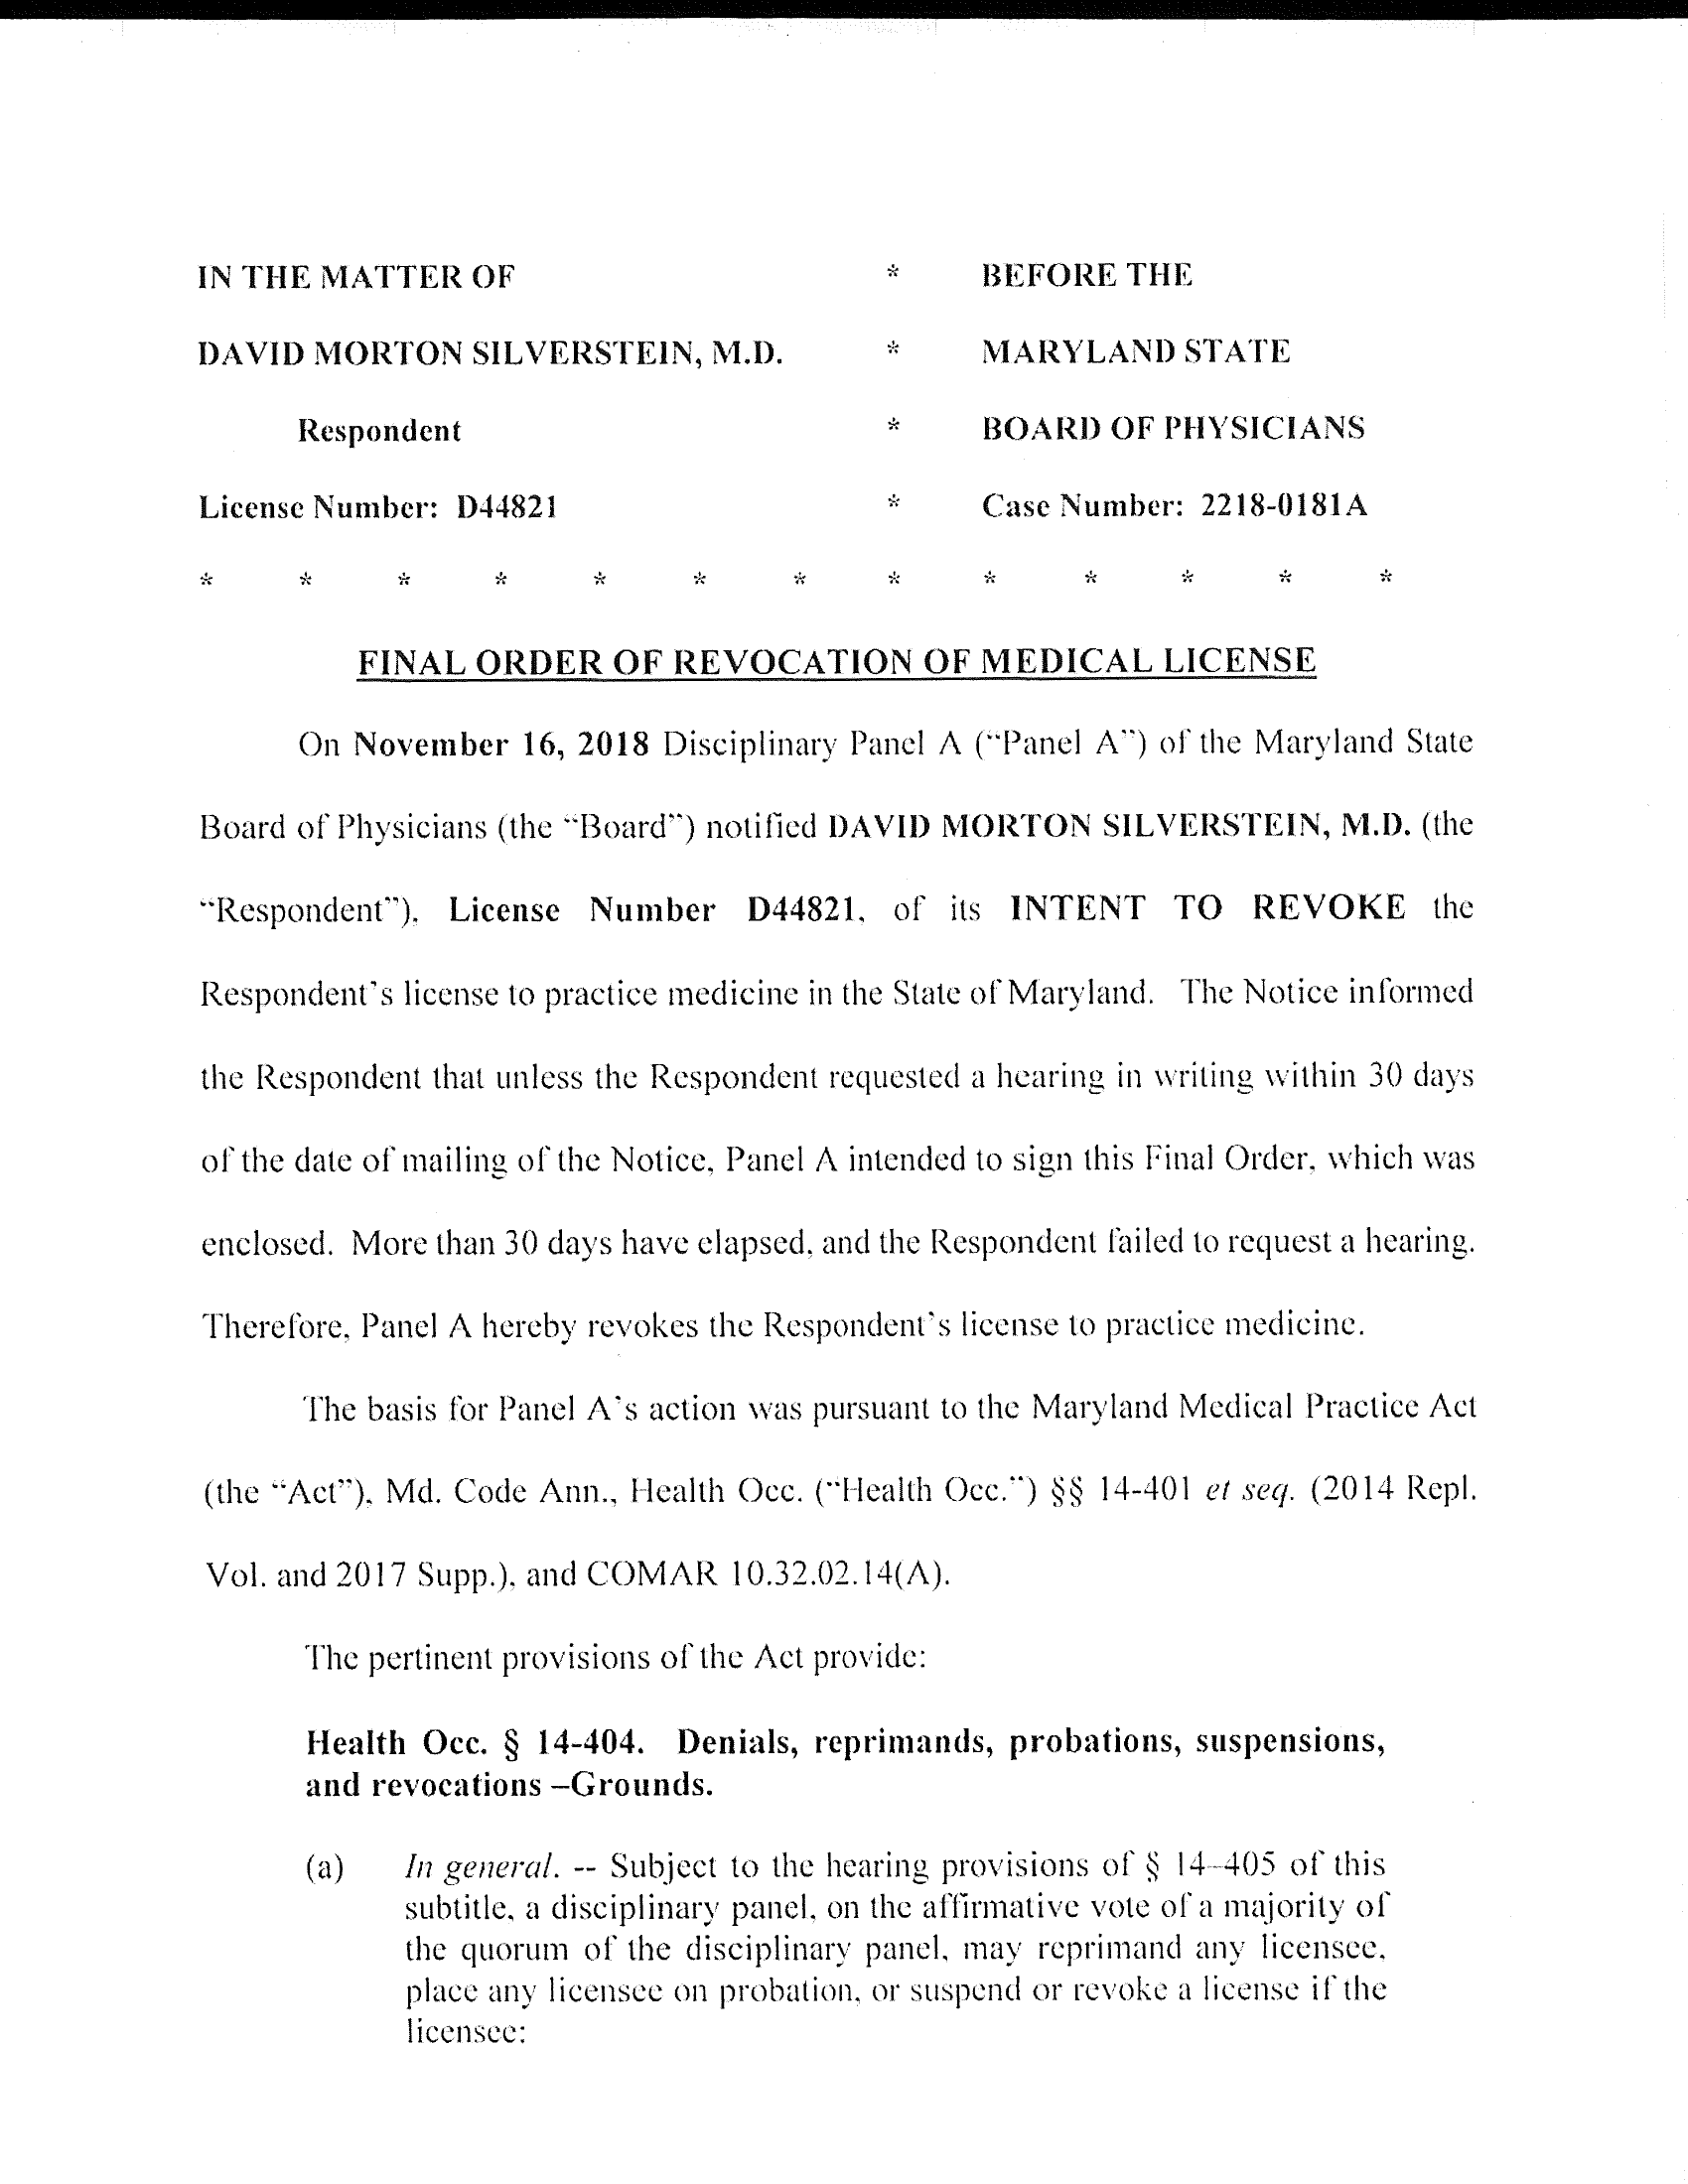 IN THE MATTER OF * BEFORE THE
DAVID MORTON SILVERSTEIN, M.D. * MARYLAND STATE
Respondent * BOARD OF PHYSICIANS
License Number: D44821 * Case Number: 2218-0181A
* * * * * * * * * * * * *
FINAL ORDER OF REVOCATION OF MEDICAL LICENSE
On November 16, 2018 Disciplinary Panel A (“Panel A”) of the Maryland State
Board of Physicians (the “Board”) notified DAVID MORTON SILVERSTEIN, M.D. (the
“Respondent”), License Number D44821, of its INTENT TO REVOKE the
Respondent’s license to practice medicine in the State of Maryland. The Notice informed
the Respondent that unless the Respondent requested a hearing in writing within 30 days
of the date of mailing of the Notice, Panel A intended to sign this Final Order, which was
enclosed. More than 30 days have elapsed, and the Respondent failed to request a hearing.
Therefore, Panel A hereby revokes the Respondent’s license to practice medicine.
The basis for Panel A’s action was pursuant to the Maryland Medical Practice Act
(the “Act”), Md. Code Ann., Health Occ. (“Health Occ.”) §§ 14-401 et seq. (2014 Repl.
Vol. and 2017 Supp.), and COMAR 10.32.02.14(A).
The pertinent provisions of the Act provide:
Health Occ. § 14-404. Denials, reprimands, probations, suspensions,
and revocations –Grounds.
(a) In general. -- Subject to the hearing provisions of § 14–405 of this
subtitle, a disciplinary panel, on the affirmative vote of a majority of
the quorum of the disciplinary panel, may reprimand any licensee,
place any licensee on probation, or suspend or revoke a license if the
licensee: